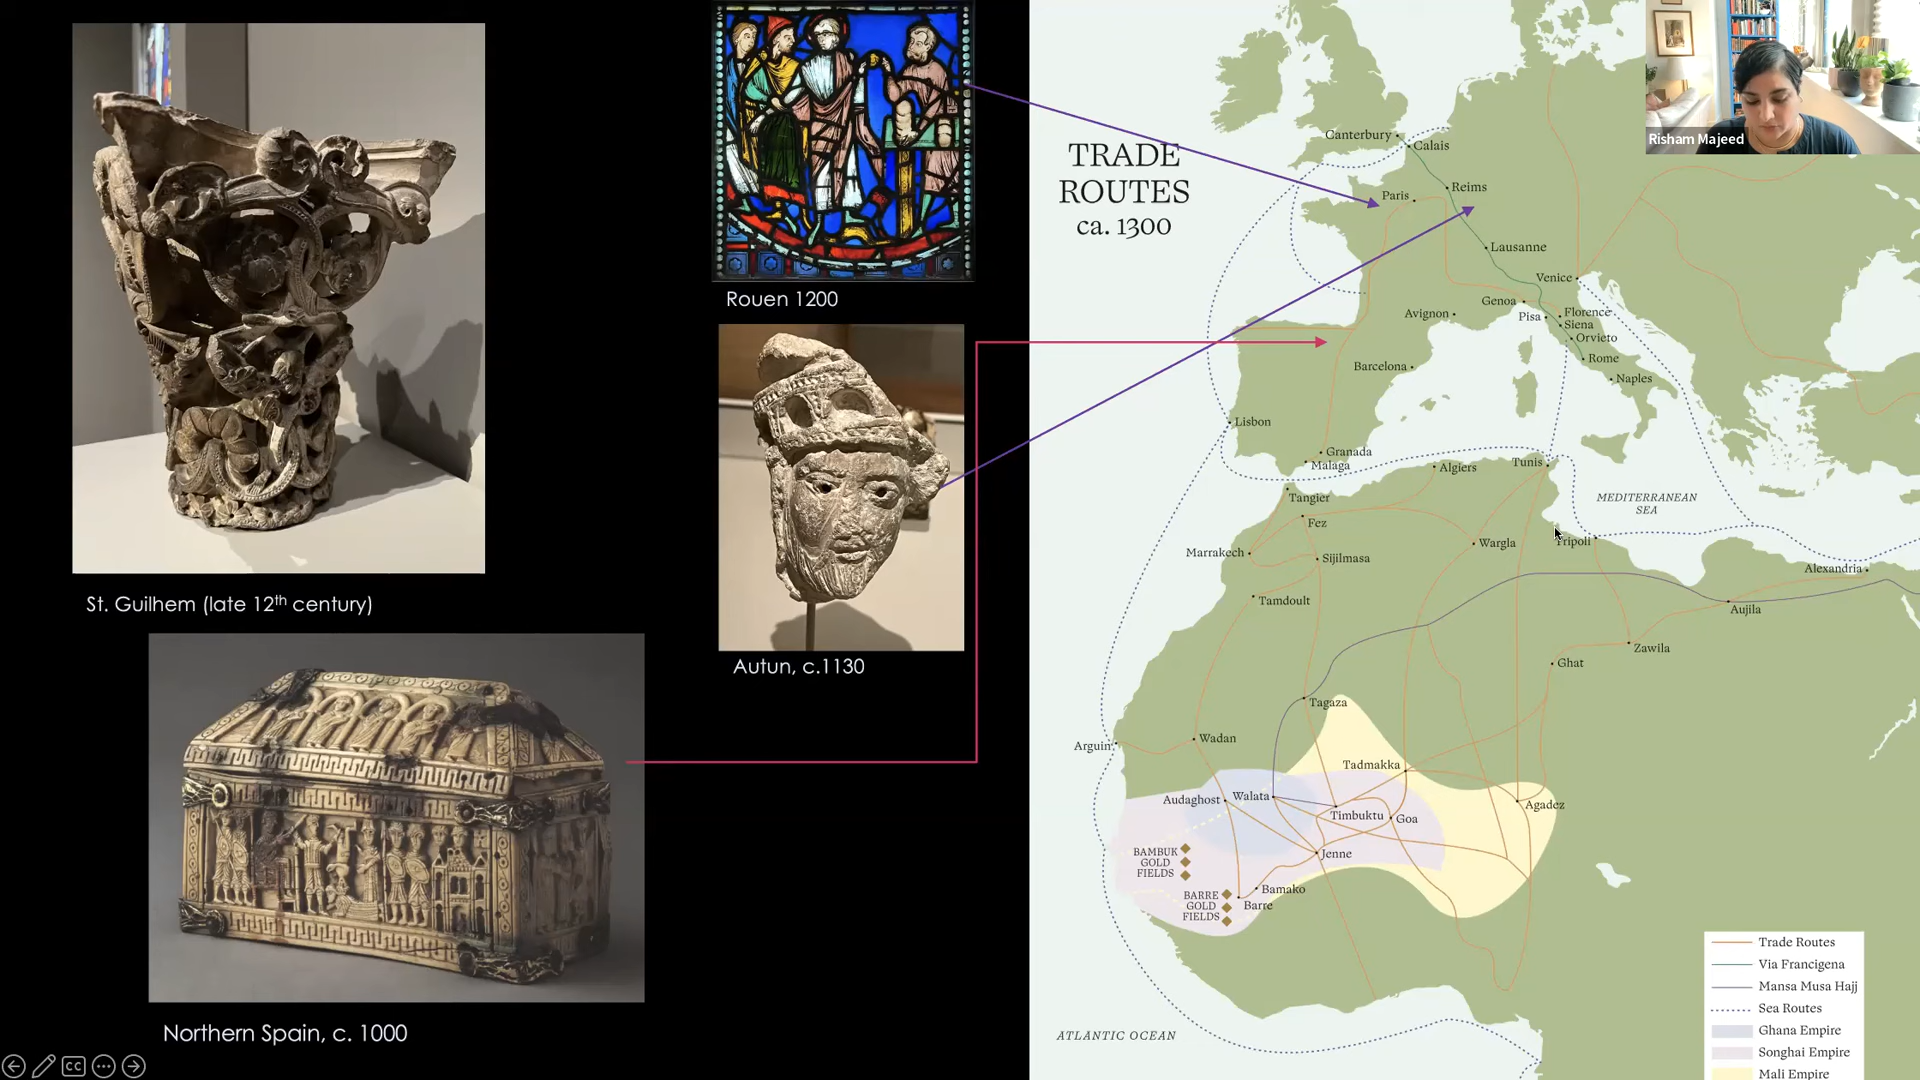 St. Guilhem (late 12th century)
Northern Spain, c. 1000
Rouen 1200
Autun, c.1130
TRADE
ROUTES
ca. 1300
Risham Majeed
Canterbury
Calais
Reims
Paris
Lausanne
Venice
Genoa
Florence
Avignon
Pisa
Siena
Orvieto
Rome
Barcelona
Naples
Lisbon
Granada
Malaga
Algiers
Tunis
Tangier
MEDITERRANEAN
SEA
Fez
Marrakech
Sijilmasa
Wargla
Tripoli
Alexandria
Tamdoult
Aujila
Zawila
Ghat
Tagaza
Wadan
Arguin
Tadmakka
Audaghost
Walata
Timbuktu
Goa
Agadez
BAMBUK
GOLD
FIELDS
Jenne
BARRE
GOLD
FIELDS
Bamako
Barre
ATLANTIC OCEAN
Trade Routes
Via Francigena
Mansa Musa Hajj
Sea Routes
Ghana Empire
Songhai Empire
Mali Empire
CC